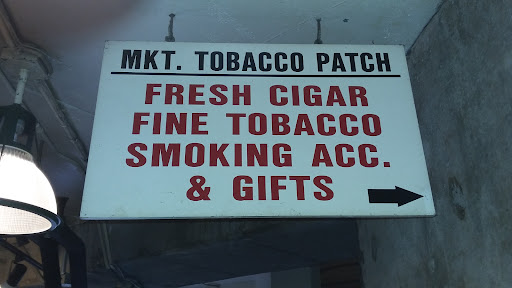 MKT. TOBACCO PATCH
FRESH CIGAR
FINE TOBACCO
SMOKING ACC.
& GIFTS